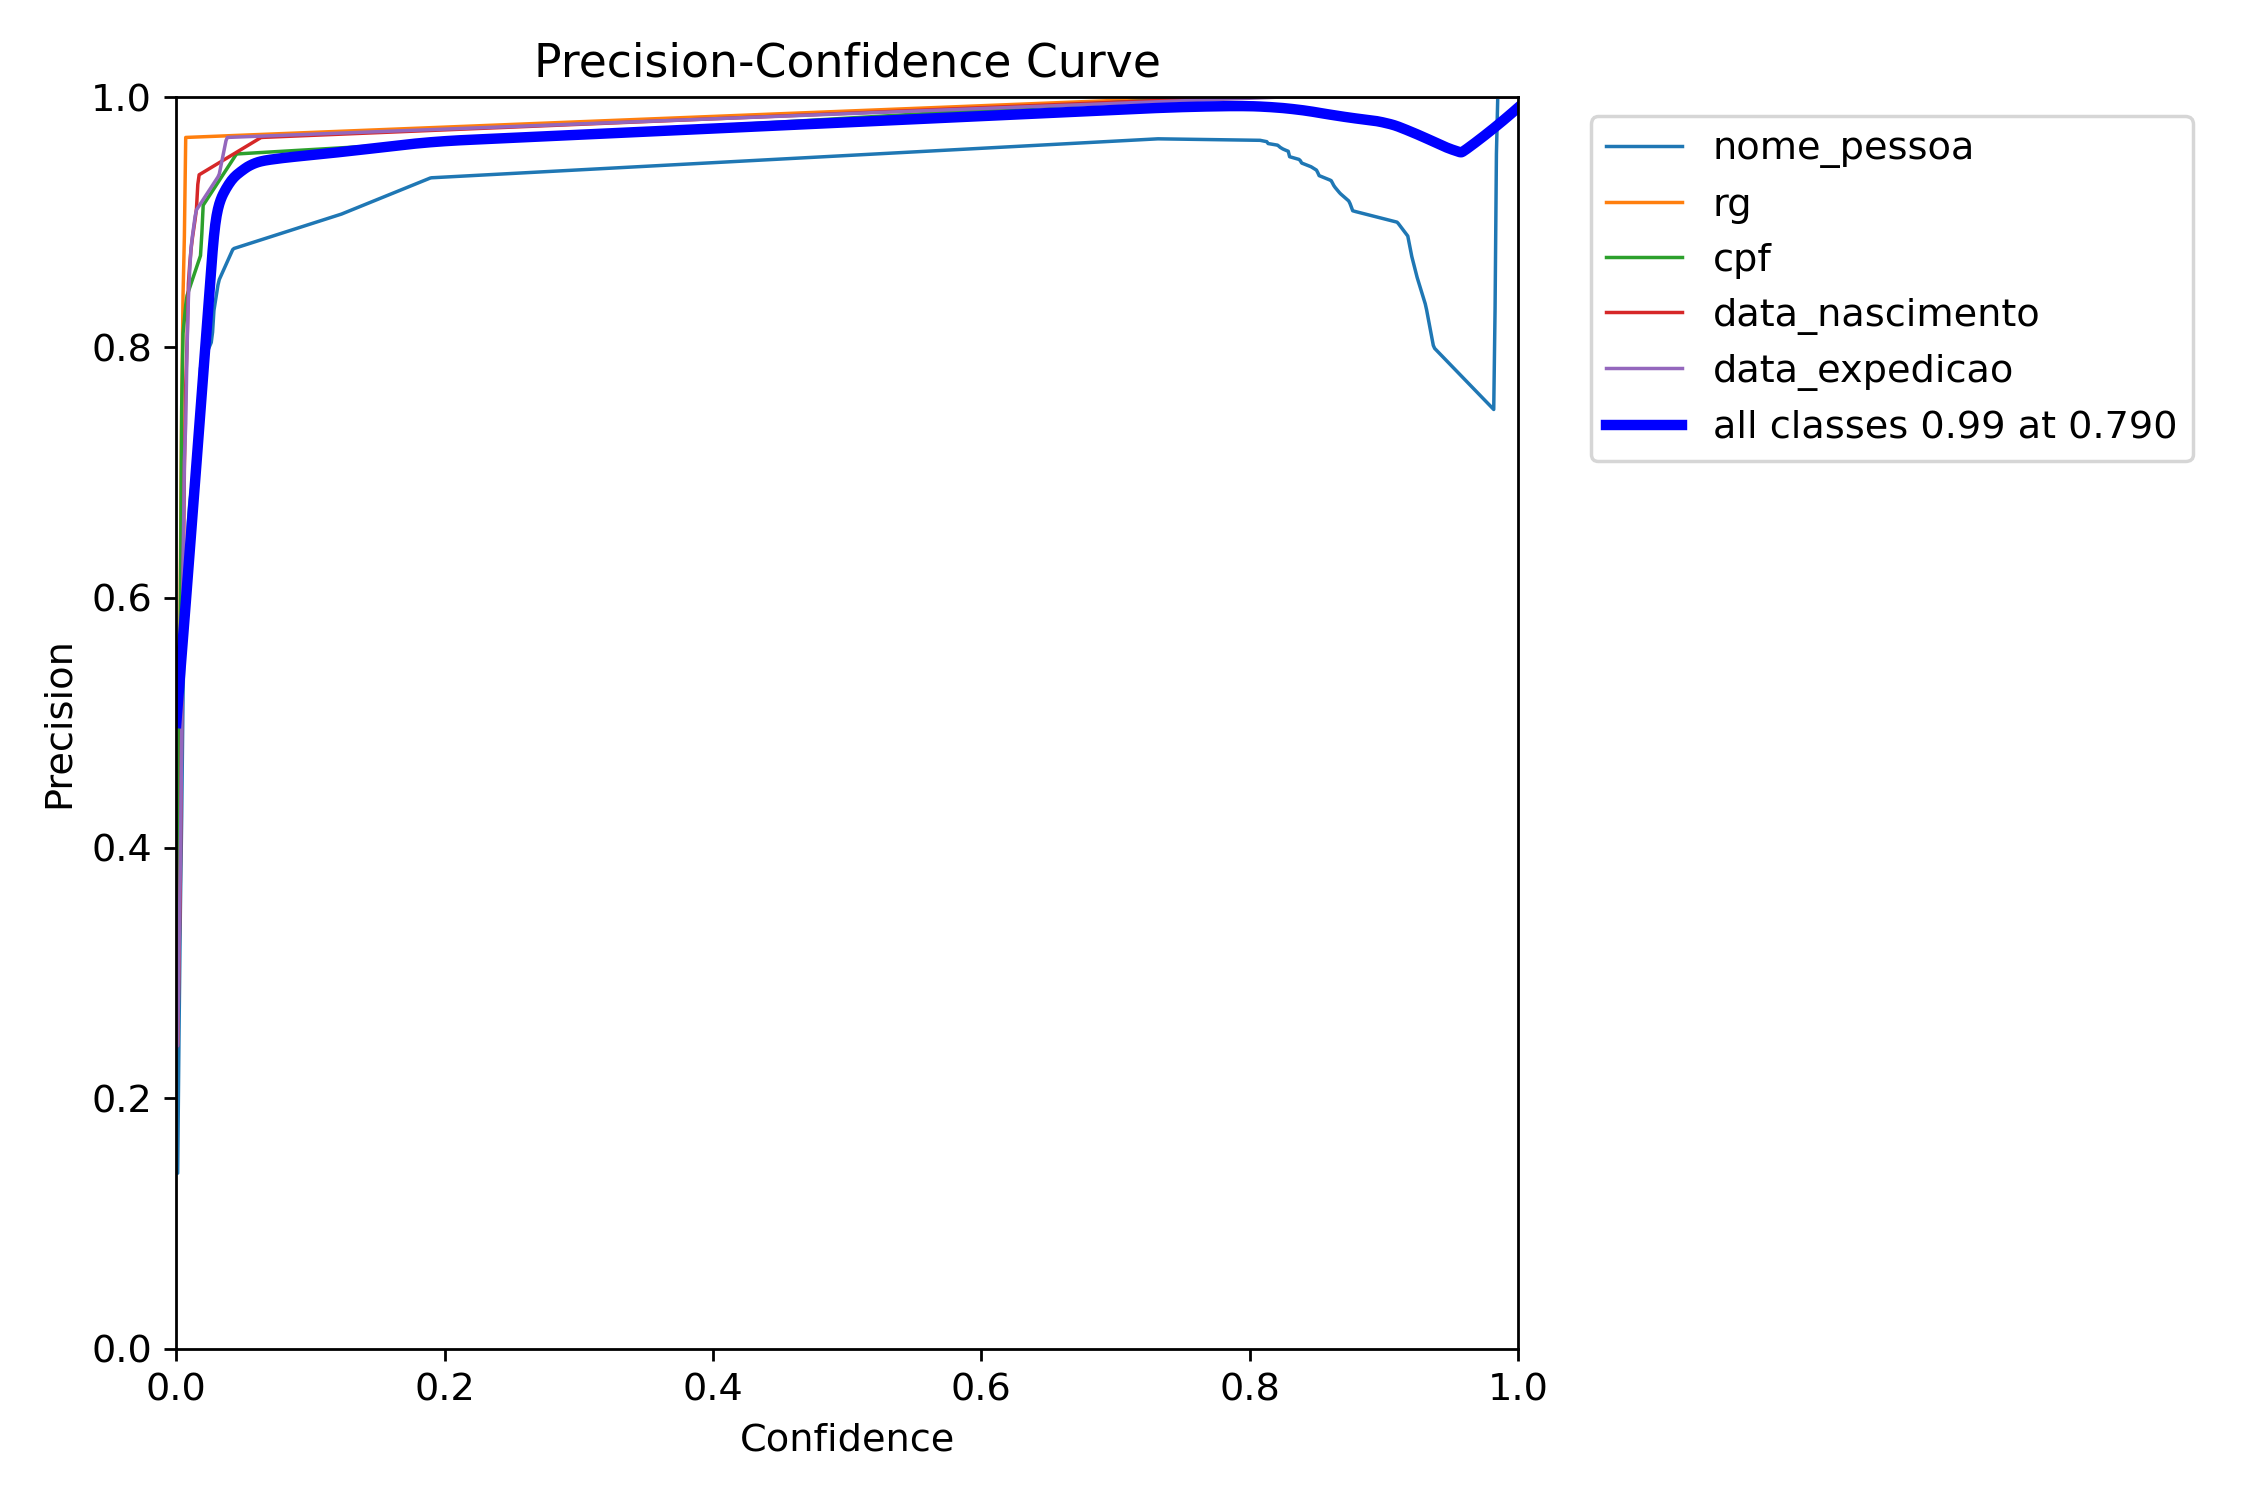 Precision-Confidence Curve
1.0
0.8
0.6
0.4
0.2
0.0
Precision
0.0 0.2 0.4 0.6 0.8 1.0
Confidence
nome_pessoa
rg
cpf
data_nascimento
data_expedicao
all classes 0.99 at 0.790